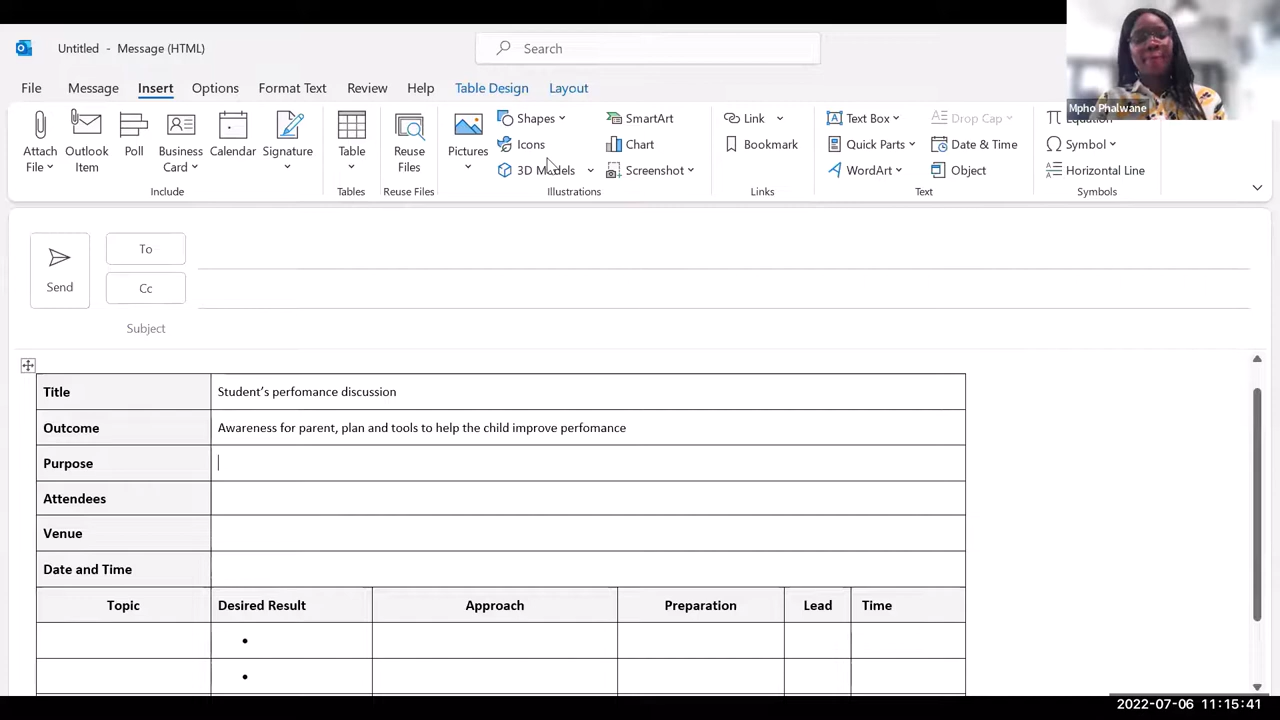 Untitled - Message (HTML)
Search
File Message Insert Options Format Text Review Help Table Design Layout
Attach File
Outlook Item
Poll
Business Card
Calendar
Signature
Include
Table
Tables
Reuse Files
Reuse Files
Pictures
Shapes
Icons
3D Models
SmartArt
Chart
Screenshot
Illustrations
Link
Bookmark
Links
Text Box
Quick Parts
WordArt
Drop Cap
Date & Time
Object
Text
Equation
Symbol
Horizontal Line
Symbols
Mpho Phalwane
Send
To
Cc
Subject
Title Student's perfomance discussion
Outcome Awareness for parent, plan and tools to help the child improve perfomance
Purpose
Attendees
Venue
Date and Time
Topic Desired Result Approach Preparation Lead Time
2022-07-06 11:15:41